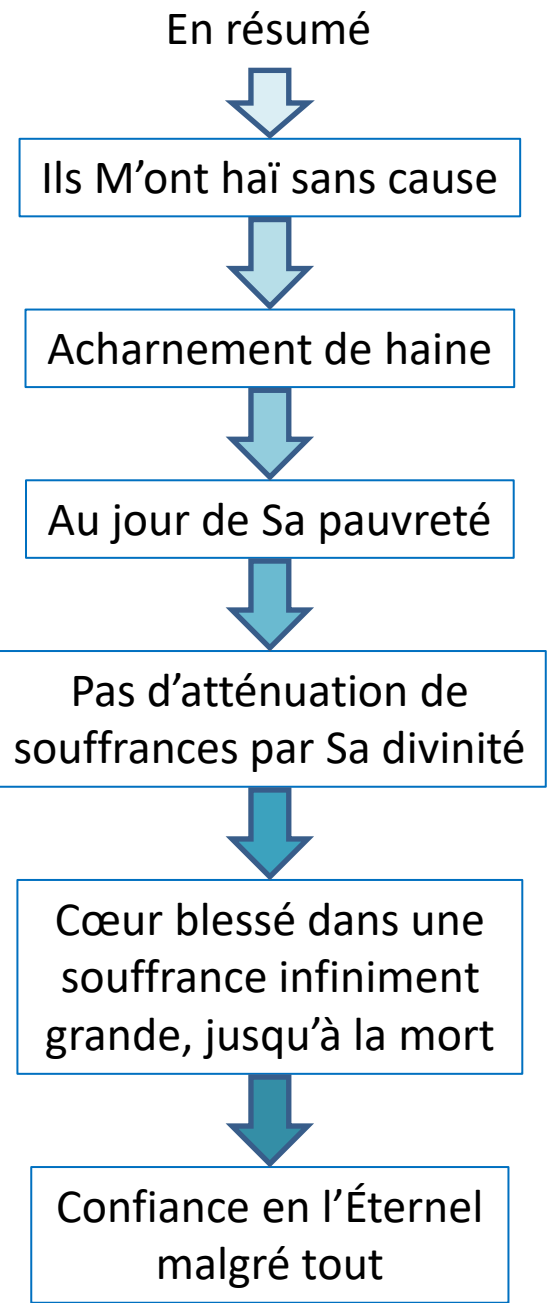 En résumé
Ils M’ont haï sans cause
Acharnement de haine
Au jour de Sa pauvreté
Pas d’atténuation de
souffrances par Sa divinité
Cœur blessé dans une
souffrance infiniment
grande, jusqu’à la mort
Confiance en l’Éternel
malgré tout